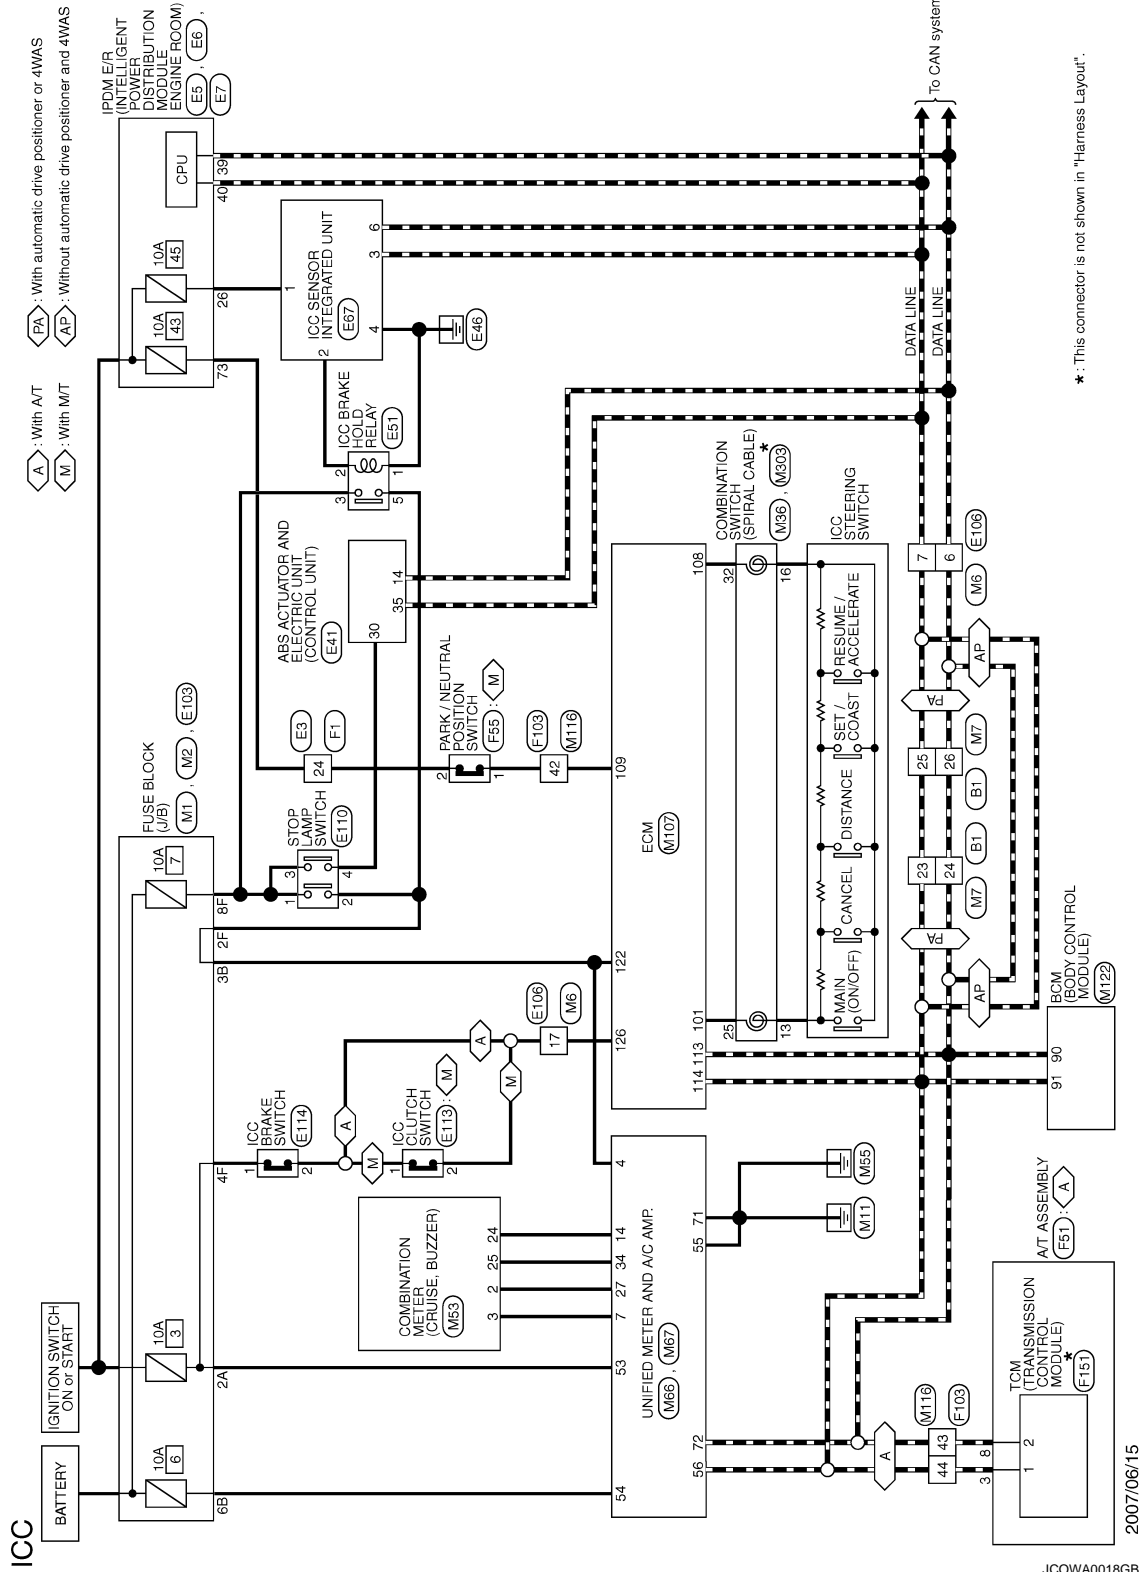 ICC
BATTERY
IGNITION SWITCH
ON or START
FUSE BLOCK
(J/B)
M1 , M2 , E103
10A
6
10A
3
10A
7
6B
2A
4F
3B
2F
8F
A : With A/T
M : With M/T
PA : With automatic drive positioner or 4WAS
AP : Without automatic drive positioner and 4WAS
IPDM E/R
(INTELLIGENT
POWER
DISTRIBUTION
MODULE
ENGINE ROOM)
E5 , E6 ,
E7
10A
43
10A
45
CPU
73
26
40
39
ICC
BRAKE
SWITCH
E114
1
2
A
M
ICC
CLUTCH
SWITCH
E113 : M
1
2
A
M
E106
M6
17
STOP
LAMP
SWITCH
E110
1
3
2
4
E3
F1
24
ABS ACTUATOR AND
ELECTRIC UNIT
(CONTROL UNIT)
E41
30
35
14
ICC BRAKE
HOLD
RELAY
E51
3
2
5
1
ICC SENSOR
INTEGRATED UNIT
E67
1
2
4
3
6
E46
PARK / NEUTRAL
POSITION
SWITCH
F55 : M
2
1
F103
M116
42
COMBINATION
METER
(CRUISE, BUZZER)
M53
3
2
25
24
7
27
34
14
4
54
53
UNIFIED METER AND A/C AMP.
M66 , M67
56
72
55
71
M11
M55
126
122
109
ECM
M107
114
113
101
108
COMBINATION
SWITCH
(SPIRAL CABLE)
*
M36 , M303
25
32
13
16
ICC
STEERING
SWITCH
MAIN
(ON/OFF)
CANCEL
DISTANCE
SET /
COAST
RESUME /
ACCELERATE
DATA LINE
DATA LINE
To CAN system
7
6
M6
E106
AP
PA
25
26
B1
M7
23
24
M7
B1
PA
AP
91
90
BCM
(BODY CONTROL
MODULE)
M122
A
44
43
M116
F103
3
8
A/T ASSEMBLY
F51 : A
TCM
(TRANSMISSION
CONTROL
MODULE)
*
F151
1
2
* : This connector is not shown in "Harness Layout".
2007/06/15
JCOWA0018GB